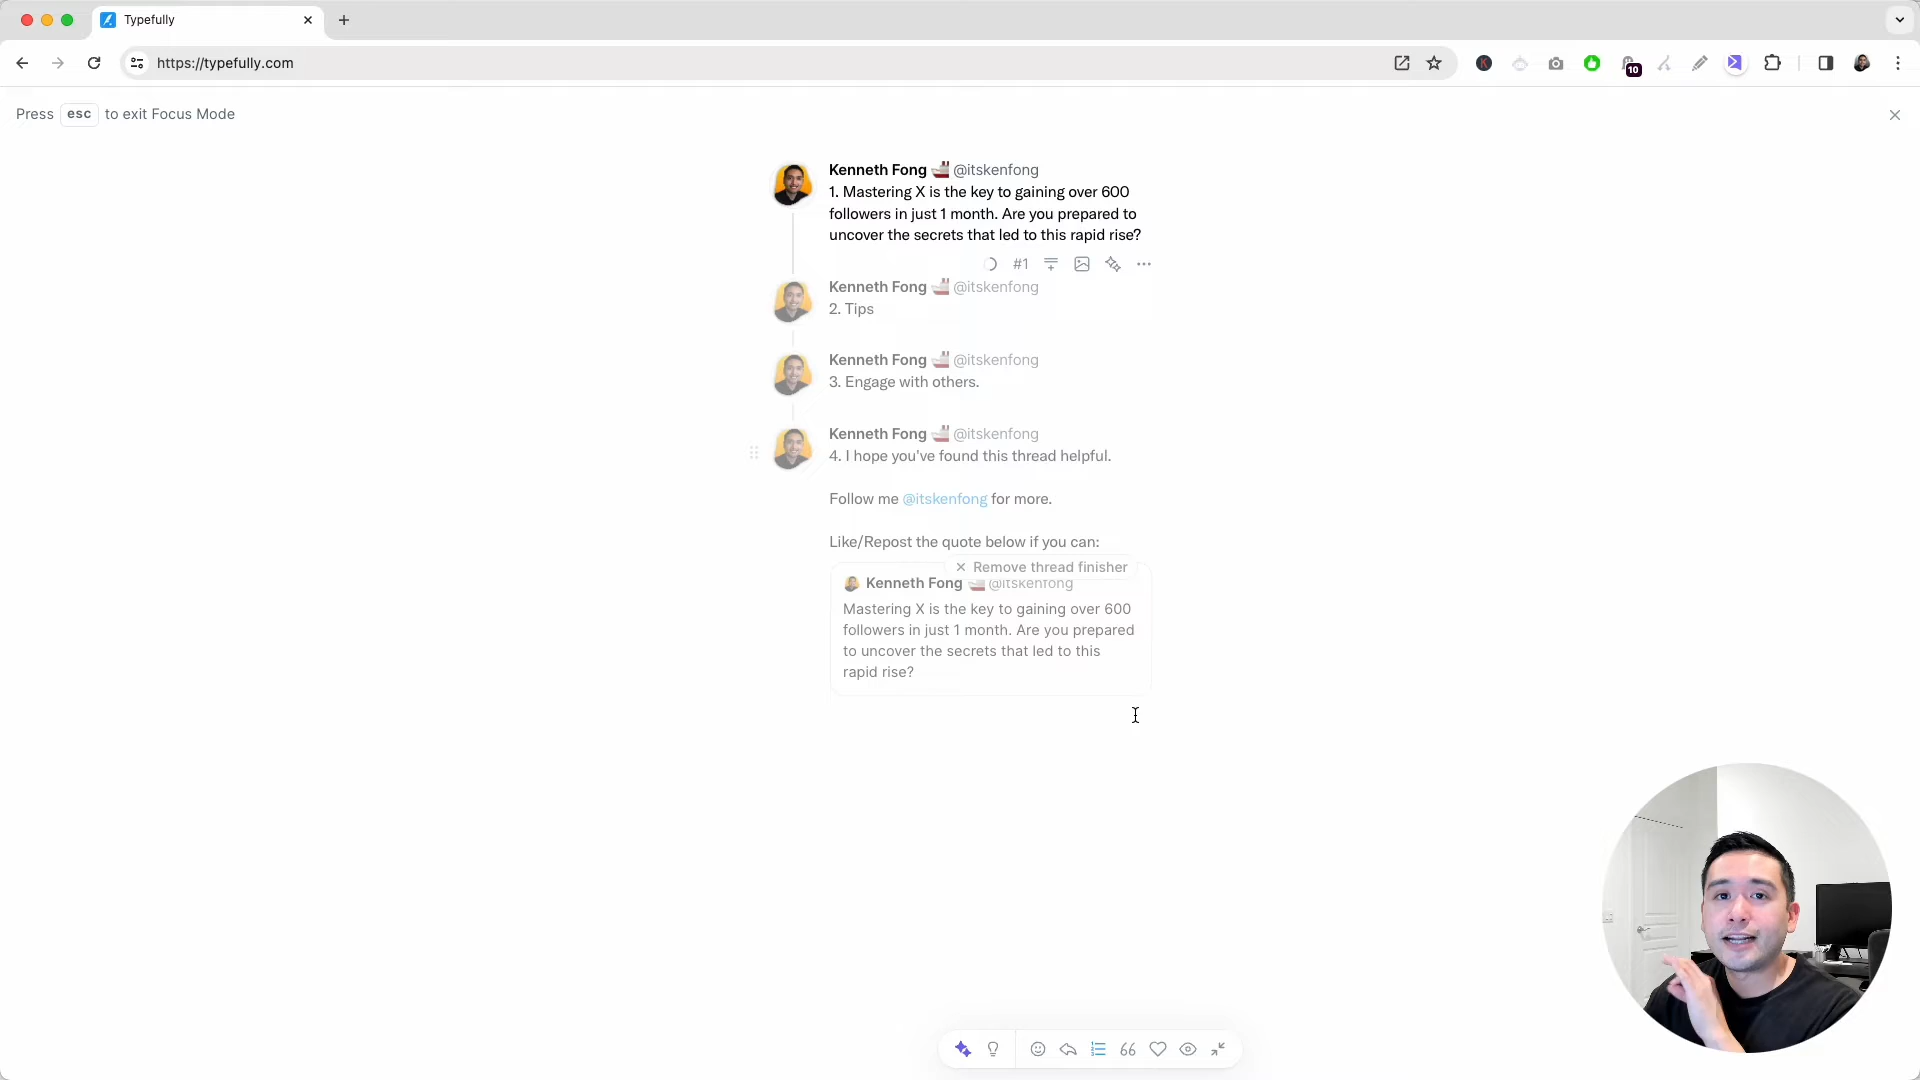 Typefully
https://typefully.com
10
Press esc to exit Focus Mode
Kenneth Fong @itskenfong
1. Mastering X is the key to gaining over 600
followers in just 1 month. Are you prepared to
uncover the secrets that led to this rapid rise?
#1
Kenneth Fong @itskenfong
2. Tips
Kenneth Fong @itskenfong
3. Engage with others.
Kenneth Fong @itskenfong
4. I hope you've found this thread helpful.
Follow me @itskenfong for more.
Like/Repost the quote below if you can:
Remove thread finisher
Kenneth Fong @itskenfong
Mastering X is the key to gaining over 600
followers in just 1 month. Are you prepared
to uncover the secrets that led to this
rapid rise?